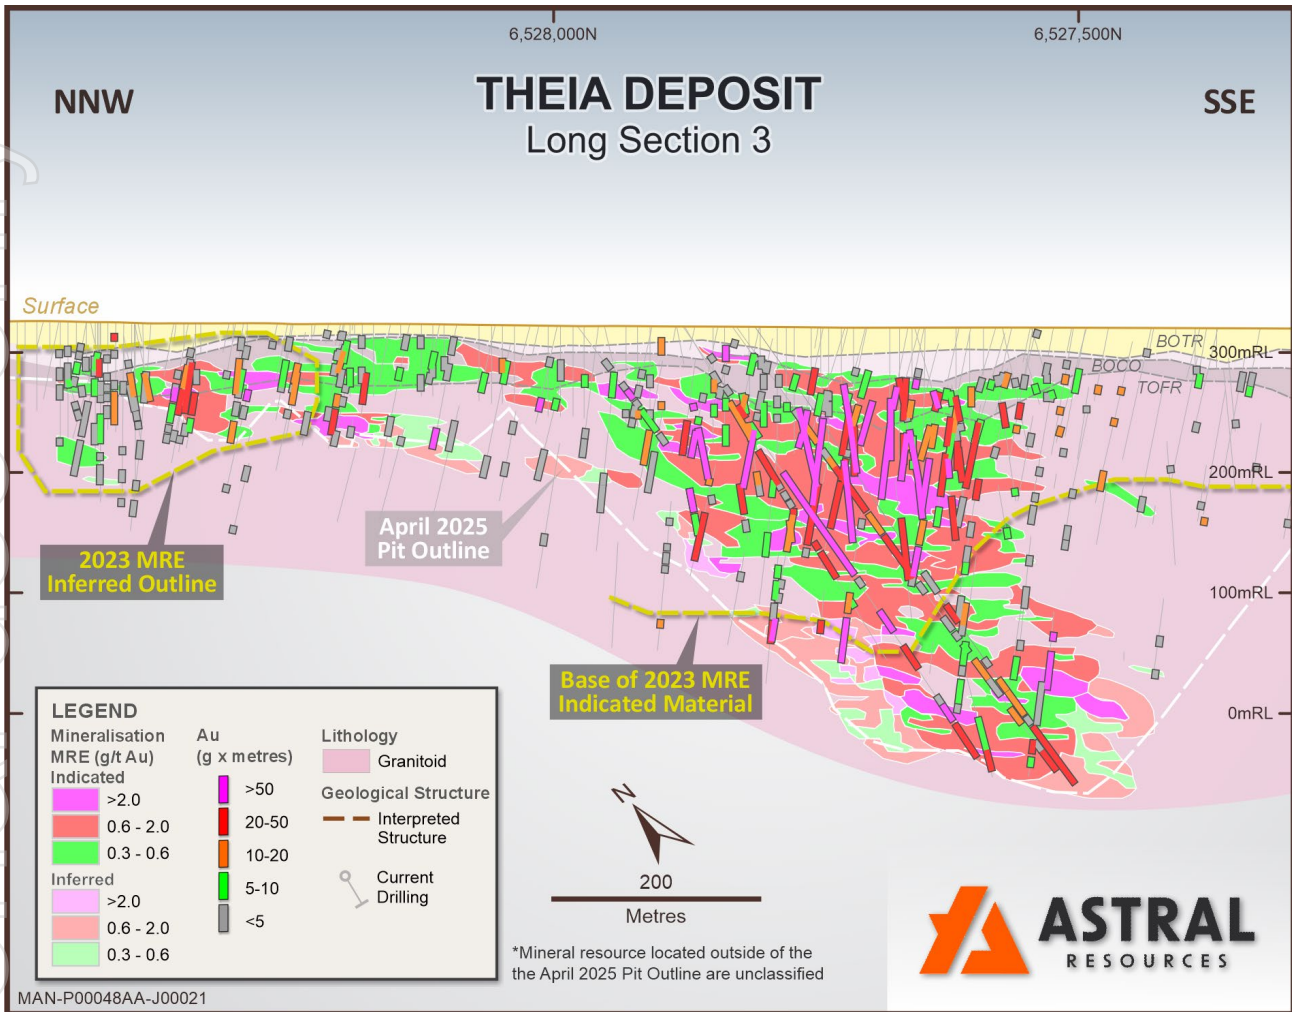 6,528,000N
6,527,500N
NNW
THEIA DEPOSIT
SSE
Long Section 3
Surface
BOTR
300mRL
BOCO
TOFR
200mRL
April 2025
Pit Outline
2023 MRE
Inferred Outline
100mRL
Base of 2023 MRE
Indicated Material
0mRL
LEGEND
Mineralisation
MRE (g/t Au)
Indicated
>2.0
0.6 - 2.0
0.3 - 0.6
Inferred
>2.0
0.6 - 2.0
0.3 - 0.6
Au
(g x metres)
>50
20-50
10-20
5-10
<5
Lithology
Granitoid
Geological Structure
Interpreted
Structure
Current
Drilling
N
200
Metres
*Mineral resource located outside of the
the April 2025 Pit Outline are unclassified
ASTRAL
RESOURCES
MAN-P00048AA-J00021